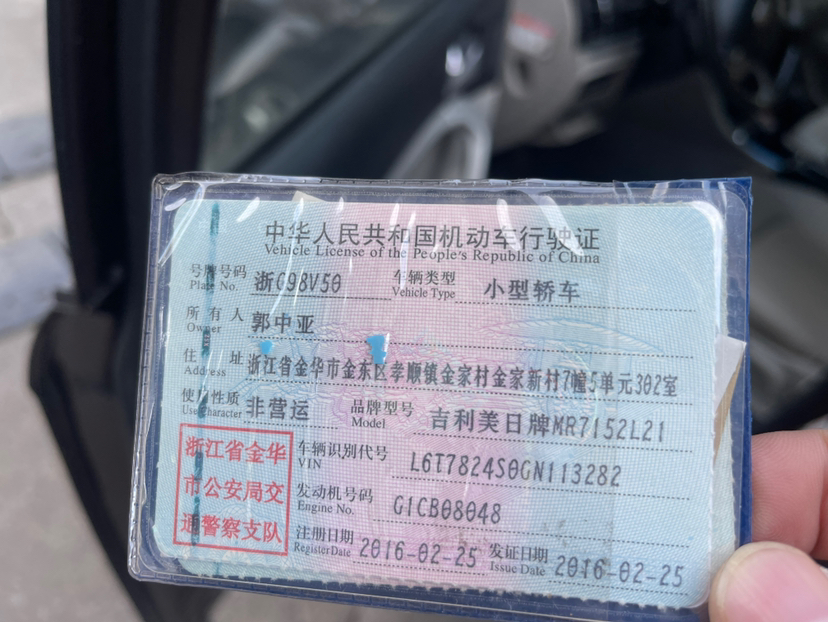 中华人民共和国机动车行驶证
Vehicle License of the People's Republic of China
号牌号码 浙G98V50 车辆类型 小型轿车
Plate No. Vehicle Type
所有人 郭中亚
Owner
住址 浙江省金华市金东区孝顺镇金家村金家新村7幢5单元302室
Address
使用性质 非营运 品牌型号 吉利美日牌MR7152L21
Use Character Model
浙江省金华
市公安局交
通警察支队
车辆识别代号 L6T7824S0GN113282
VIN
发动机号码 G1CB08048
Engine No.
注册日期 2016-02-25 发证日期 2016-02-25
Register Date Issue Date